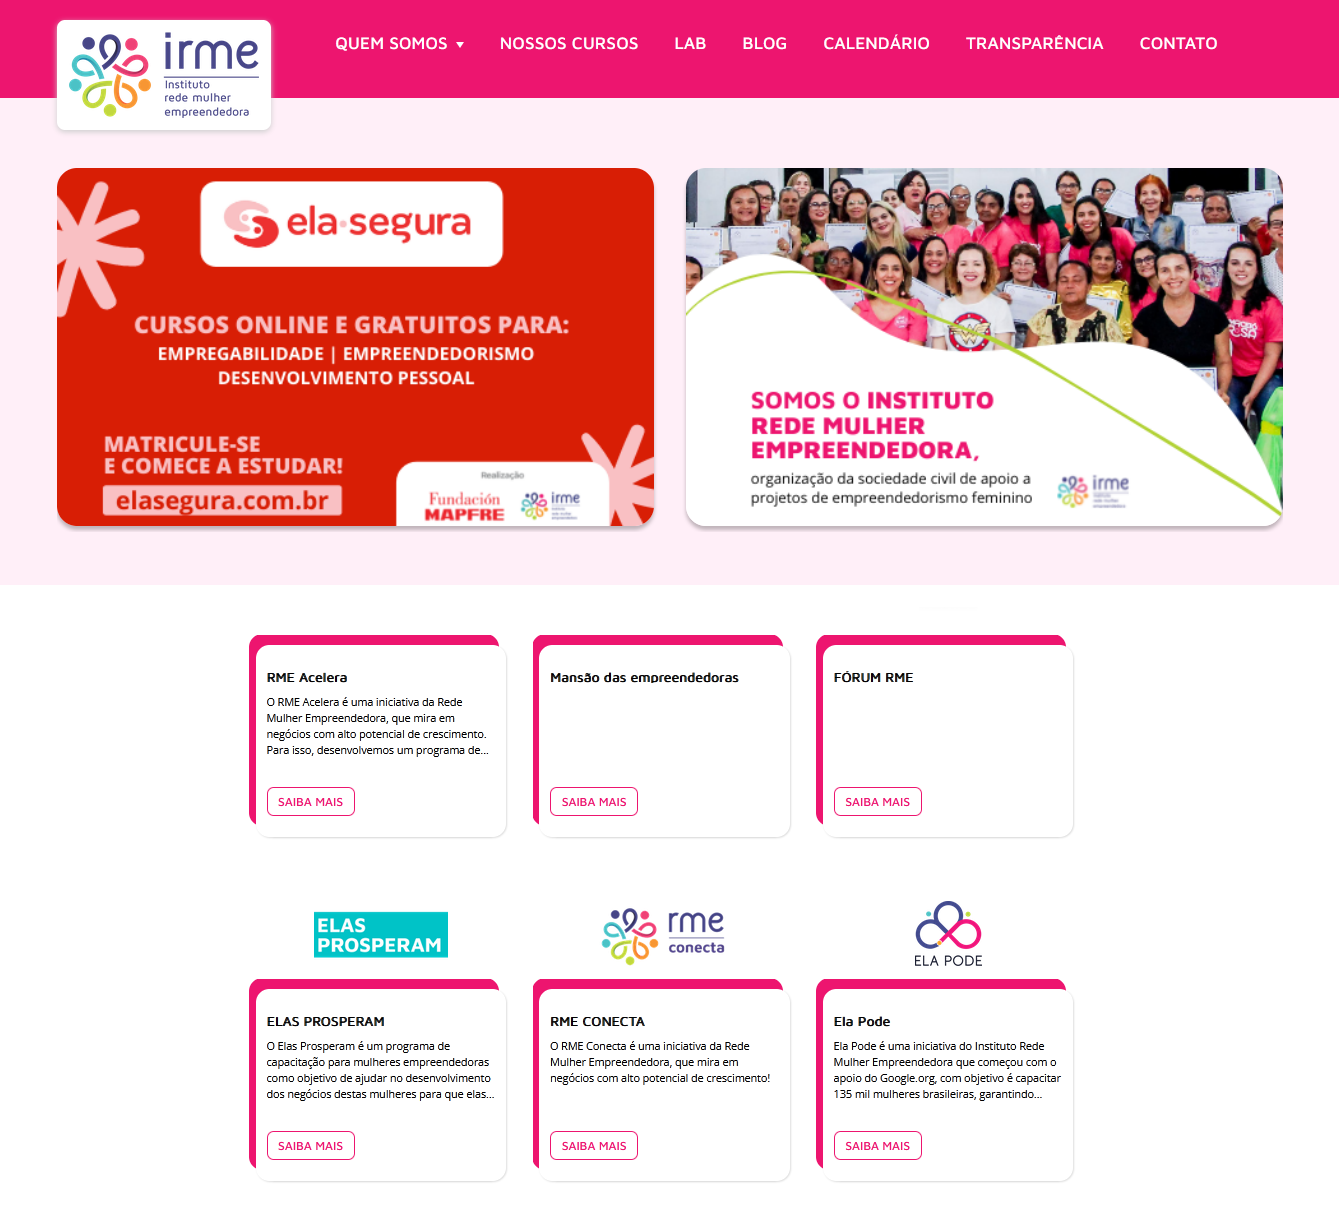 irme
Instituto
rede mulher
empreendedora
QUEM SOMOS
NOSSOS CURSOS
LAB
BLOG
CALENDÁRIO
TRANSPARÊNCIA
CONTATO
ela segura
CURSOS ONLINE E GRATUITOS PARA:
EMPREGABILIDADE | EMPREENDEDORISMO
DESENVOLVIMENTO PESSOAL
MATRICULE-SE
E COMECE A ESTUDAR!
elasegura.com.br
Realização
Fundación
MAPFRE
irme
SOMOS O INSTITUTO
REDE MULHER
EMPREENDEDORA,
organização da sociedade civil de apoio a
projetos de empreendedorismo feminino
irme
RME Acelera
O RME Acelera é uma iniciativa da Rede
Mulher Empreendedora, que mira em
negócios com alto potencial de crescimento.
Para isso, desenvolvemos um programa de...
SAIBA MAIS
Mansão das empreendedoras
SAIBA MAIS
FÓRUM RME
SAIBA MAIS
ELAS
PROSPERAM
ELAS PROSPERAM
O Elas Prosperam é um programa de
capacitação para mulheres empreendedoras
como objetivo de ajudar no desenvolvimento
dos negócios destas mulheres para que elas...
SAIBA MAIS
rme
conecta
RME CONECTA
O RME Conecta é uma iniciativa da Rede
Mulher Empreendedora, que mira em
negócios com alto potencial de crescimento!
SAIBA MAIS
ELA PODE
Ela Pode
Ela Pode é uma iniciativa do Instituto Rede
Mulher Empreendedora que começou com o
apoio do Google.org, com objetivo é capacitar
135 mil mulheres brasileiras, garantindo...
SAIBA MAIS